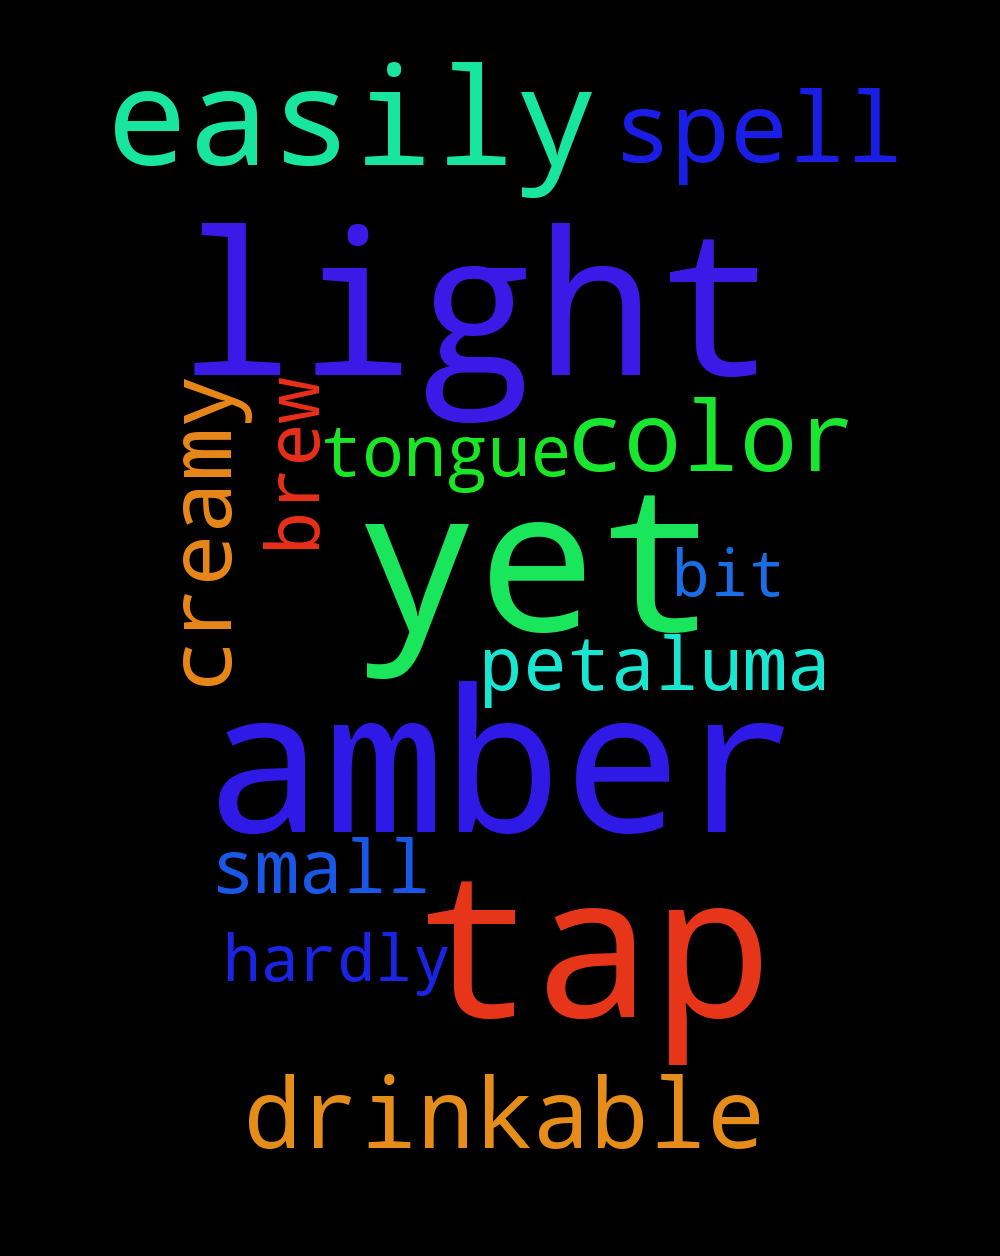 easily spell
light
creamy brew tongue color
yet bit
petaluma
amber
small
tap
hardly
drinkable